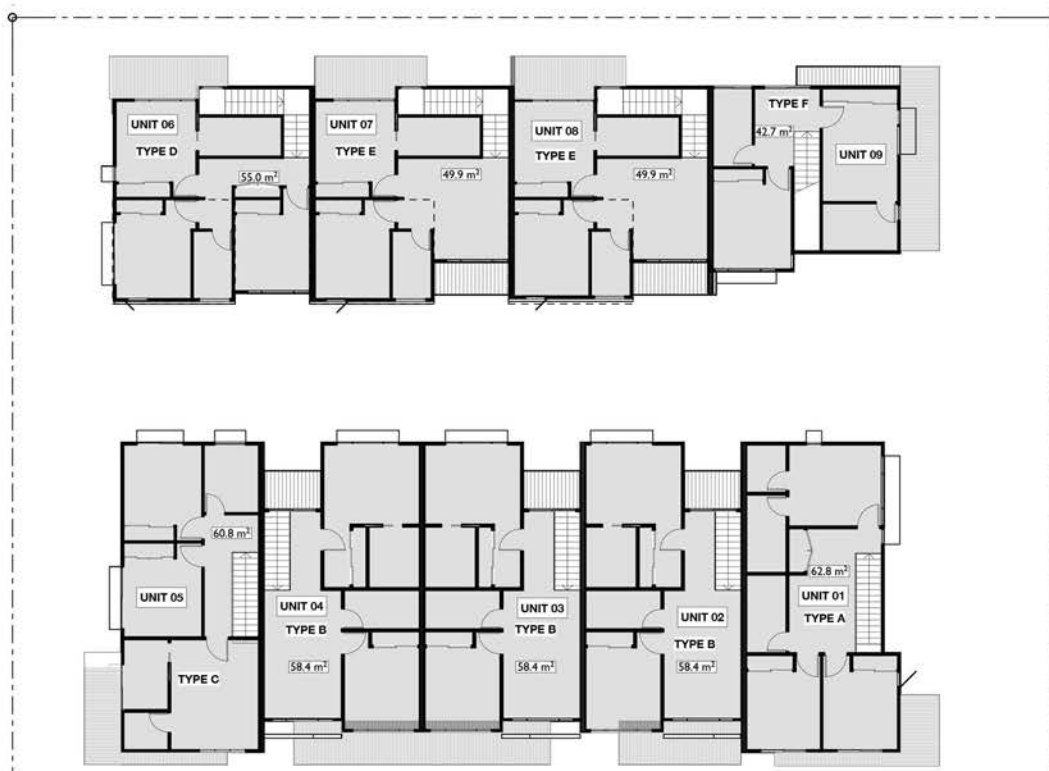 UNIT 06
TYPE D
55.0 m²
UNIT 07
TYPE E
49.9 m²
UNIT 08
TYPE E
49.9 m²
TYPE F
42.7 m²
UNIT 09
60.8 m²
UNIT 05
TYPE C
UNIT 04
TYPE B
58.4 m²
UNIT 03
TYPE B
58.4 m²
UNIT 02
TYPE B
58.4 m²
62.8 m²
UNIT 01
TYPE A